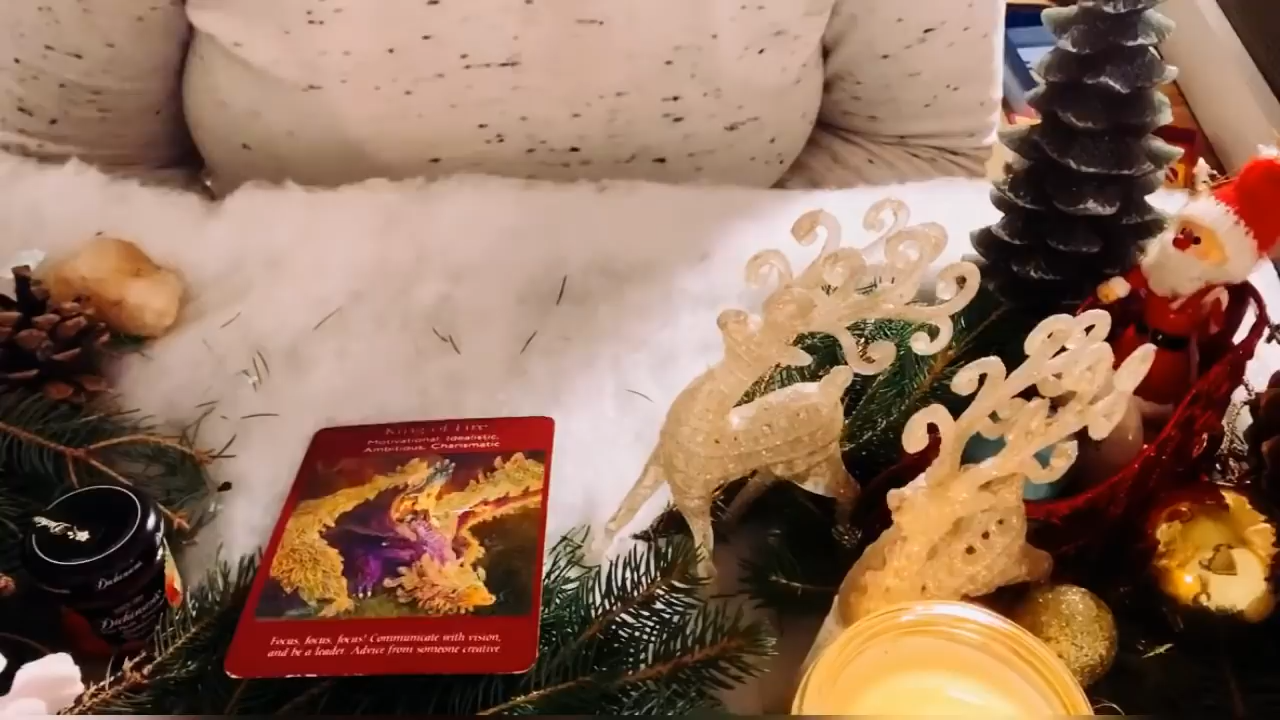 King of Fire
Motivational, Idealistic,
Ambitious, Charismatic
Focus, focus, focus! Communicate with vision,
and be a leader. Advice from someone creative.